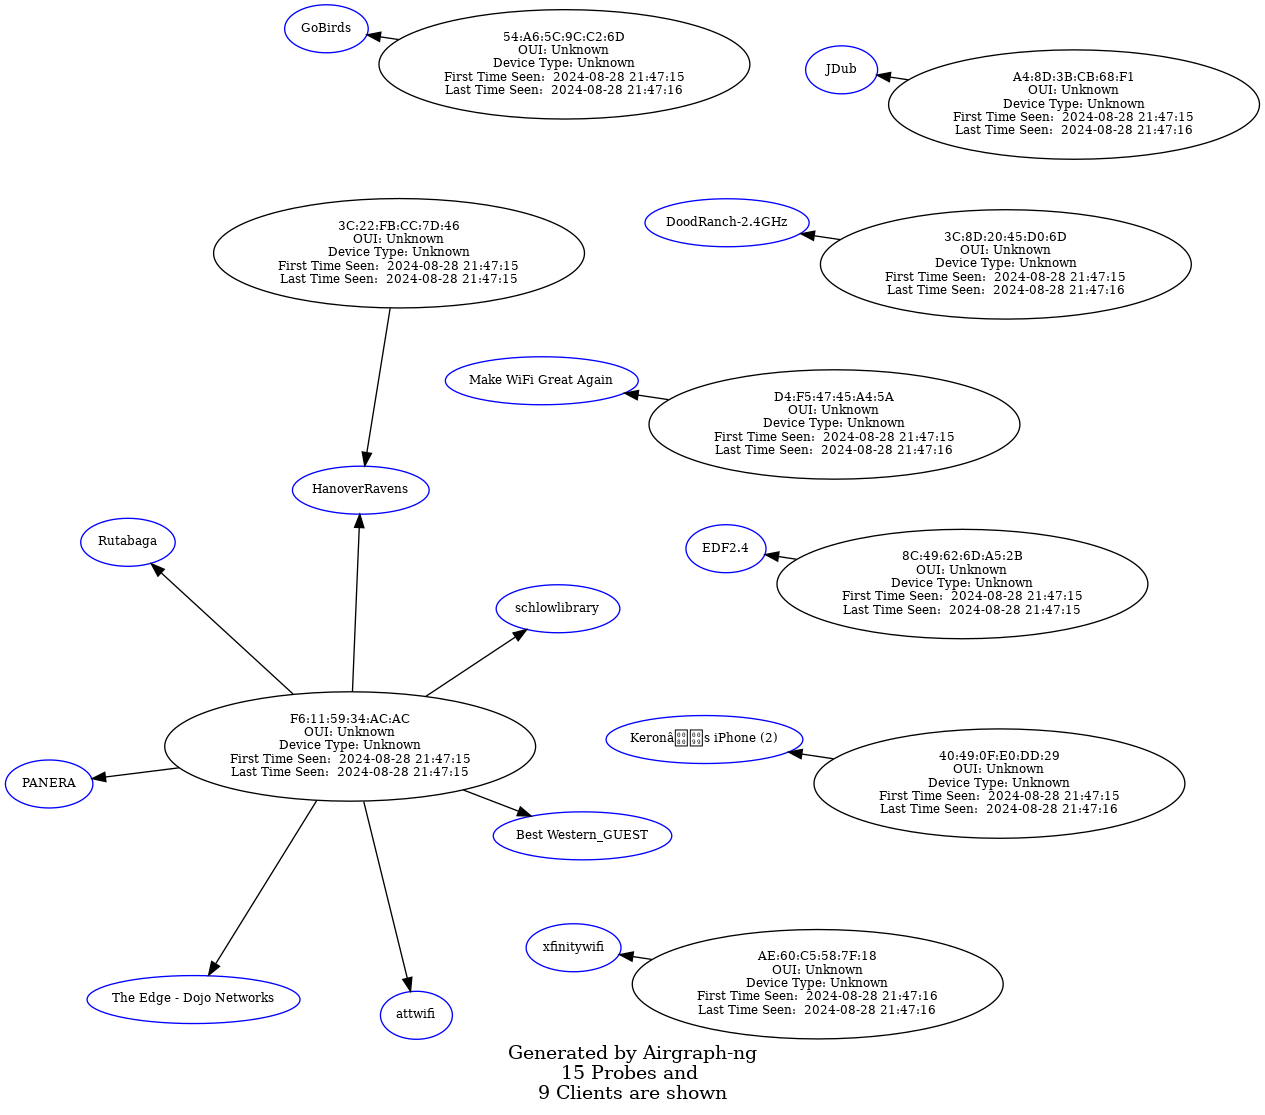 GoBirds
54:A6:5C:9C:C2:6D
OUI: Unknown
Device Type: Unknown
First Time Seen: 2024-08-28 21:47:15
Last Time Seen: 2024-08-28 21:47:16
JDub
A4:8D:3B:CB:68:F1
OUI: Unknown
Device Type: Unknown
First Time Seen: 2024-08-28 21:47:15
Last Time Seen: 2024-08-28 21:47:16
3C:22:FB:CC:7D:46
OUI: Unknown
Device Type: Unknown
First Time Seen: 2024-08-28 21:47:15
Last Time Seen: 2024-08-28 21:47:15
DoodRanch-2.4GHz
3C:8D:20:45:D0:6D
OUI: Unknown
Device Type: Unknown
First Time Seen: 2024-08-28 21:47:15
Last Time Seen: 2024-08-28 21:47:16
Make WiFi Great Again
D4:F5:47:45:A4:5A
OUI: Unknown
Device Type: Unknown
First Time Seen: 2024-08-28 21:47:15
Last Time Seen: 2024-08-28 21:47:16
HanoverRavens
Rutabaga
EDF2.4
8C:49:62:6D:A5:2B
OUI: Unknown
Device Type: Unknown
First Time Seen: 2024-08-28 21:47:15
Last Time Seen: 2024-08-28 21:47:15
schlowlibrary
F6:11:59:34:AC:AC
OUI: Unknown
Device Type: Unknown
First Time Seen: 2024-08-28 21:47:15
Last Time Seen: 2024-08-28 21:47:15
Keronâs iPhone (2)
40:49:0F:E0:DD:29
OUI: Unknown
Device Type: Unknown
First Time Seen: 2024-08-28 21:47:15
Last Time Seen: 2024-08-28 21:47:16
PANERA
Best Western_GUEST
xfinitywifi
AE:60:C5:58:7F:18
OUI: Unknown
Device Type: Unknown
First Time Seen: 2024-08-28 21:47:16
Last Time Seen: 2024-08-28 21:47:16
The Edge - Dojo Networks
attwifi
Generated by Airgraph-ng
15 Probes and
9 Clients are shown